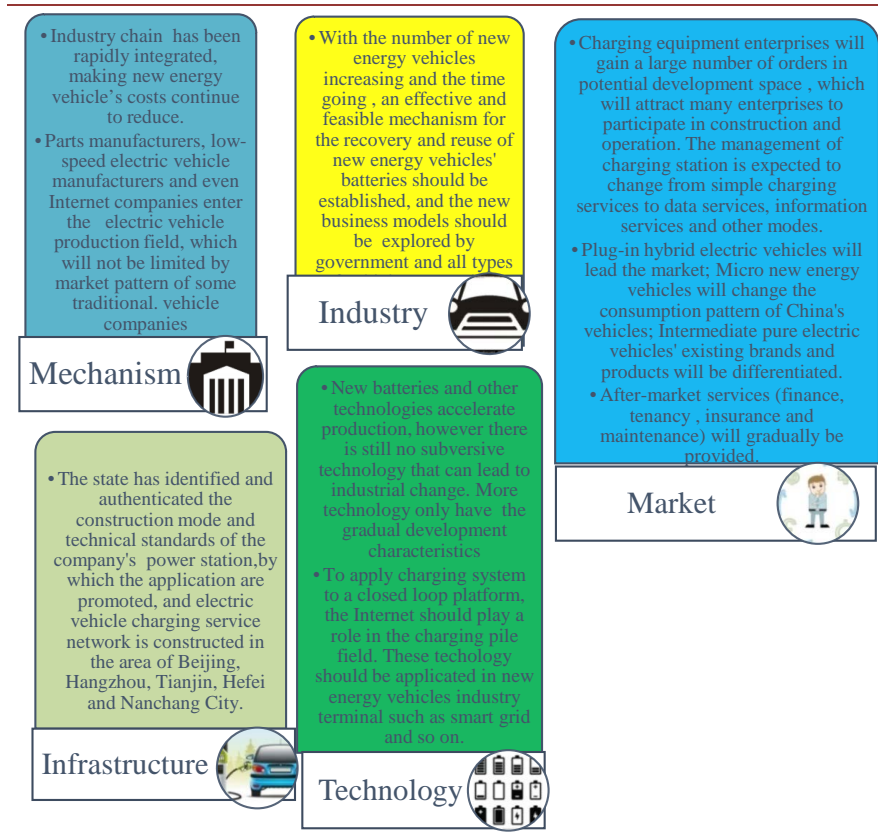 • Industry chain has been
rapidly integrated,
making new energy
vehicle's costs continue
to reduce.
• Parts manufacturers, low-
speed electric vehicle
manufacturers and even
Internet companies enter
the electric vehicle
production field, which
will not be limited by
market pattern of some
traditional. vehicle
companies
Mechanism
• With the number of new
energy vehicles
increasing and the time
going , an effective and
feasible mechanism for
the recovery and reuse of
new energy vehicles'
batteries should be
established, and the new
business models should
be explored by
government and all types
Industry
• Charging equipment enterprises will
gain a large number of orders in
potential development space , which
will attract many enterprises to
participate in construction and
operation. The management of
charging station is expected to
change from simple charging
services to data services, information
services and other modes.
• Plug-in hybrid electric vehicles will
lead the market; Micro new energy
vehicles will change the
consumption pattern of China's
vehicles; Intermediate pure electric
vehicles' existing brands and
products will be differentiated.
• After-market services (finance,
tenancy , insurance and
maintenance) will gradually be
provided.
Market
• The state has identified and
authenticated the
construction mode and
technical standards of the
company's power station,by
which the application are
promoted, and electric
vehicle charging service
network is constructed in
the area of Beijing,
Hangzhou, Tianjin, Hefei
and Nanchang City.
Infrastructure
• New batteries and other
technologies accelerate
production, however there
is still no subversive
technology that can lead to
industrial change. More
technology only have the
gradual development
characteristics
• To apply charging system
to a closed loop platform,
the Internet should play a
role in the charging pile
field. These techology
should be applicated in new
energy vehicles industry
terminal such as smart grid
and so on.
Technology